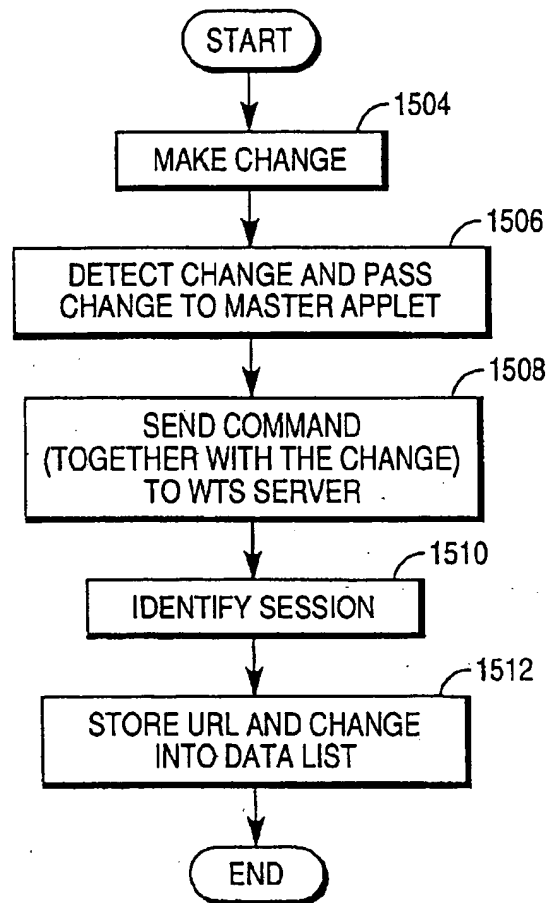 START
1504
MAKE CHANGE
1506
DETECT CHANGE AND PASS
CHANGE TO MASTER APPLET
1508
SEND COMMAND
(TOGETHER WITH THE CHANGE)
TO WTS SERVER
1510
IDENTIFY SESSION
1512
STORE URL AND CHANGE
INTO DATA LIST
END